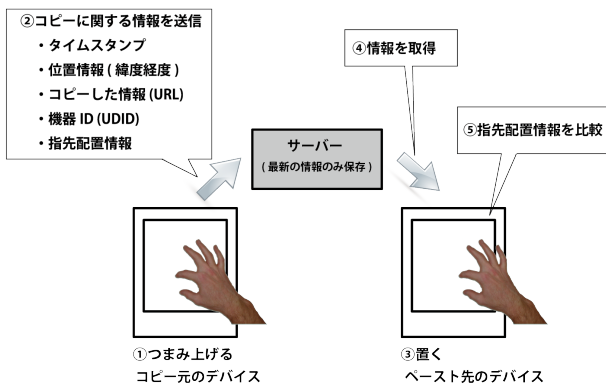 ②コピーに関する情報を送信
・タイムスタンプ
・位置情報 ( 緯度経度 )
・コピーした情報 (URL)
・機器 ID (UDID)
・指先配置情報
④情報を取得
⑤指先配置情報を比較
サーバー
( 最新の情報のみ保存 )
①つまみ上げる
コピー元のデバイス
③置く
ペースト先のデバイス